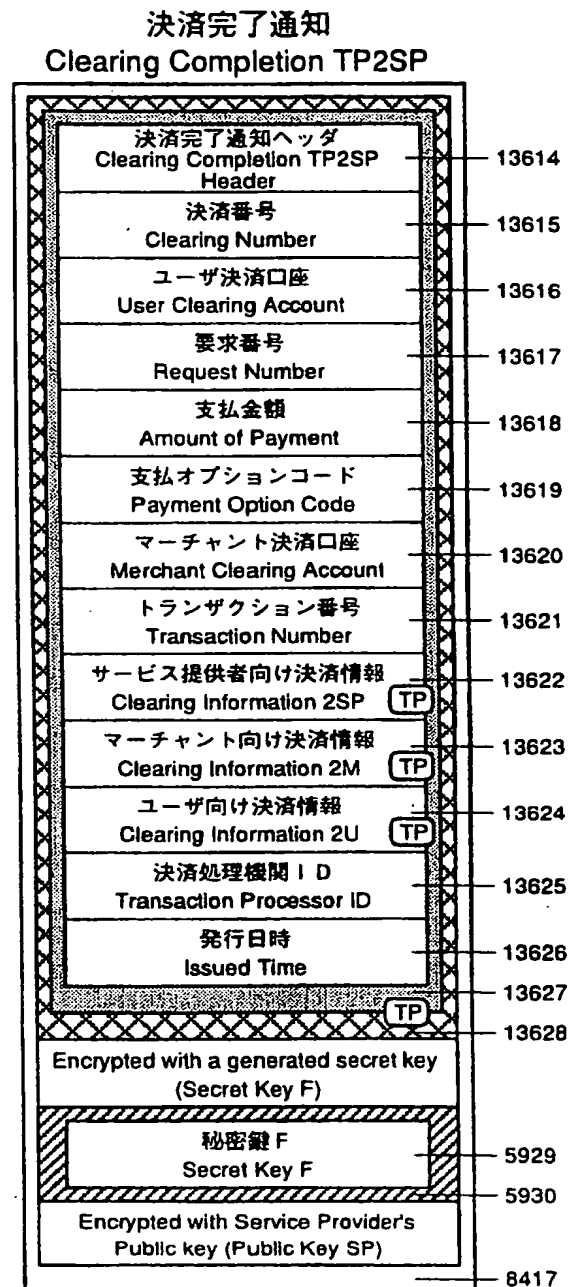 決済完了通知
Clearing Completion TP2SP
決済完了通知ヘッダ
Clearing Completion TP2SP
Header
13614
決済番号
Clearing Number
13615
ユーザ決済口座
User Clearing Account
13616
要求番号
Request Number
13617
支払金額
Amount of Payment
13618
支払オプションコード
Payment Option Code
13619
マーチャント決済口座
Merchant Clearing Account
13620
トランザクション番号
Transaction Number
13621
サービス提供者向け決済情報
Clearing Information 2SP
TP
13622
マーチャント向け決済情報
Clearing Information 2M
TP
13623
ユーザ向け決済情報
Clearing Information 2U
TP
13624
決済処理機関ID
Transaction Processor ID
13625
発行日時
Issued Time
13626
13627
TP
13628
Encrypted with a generated secret key
(Secret Key F)
秘密鍵F
Secret Key F
5929
5930
Encrypted with Service Provider's
Public key (Public Key SP)
8417